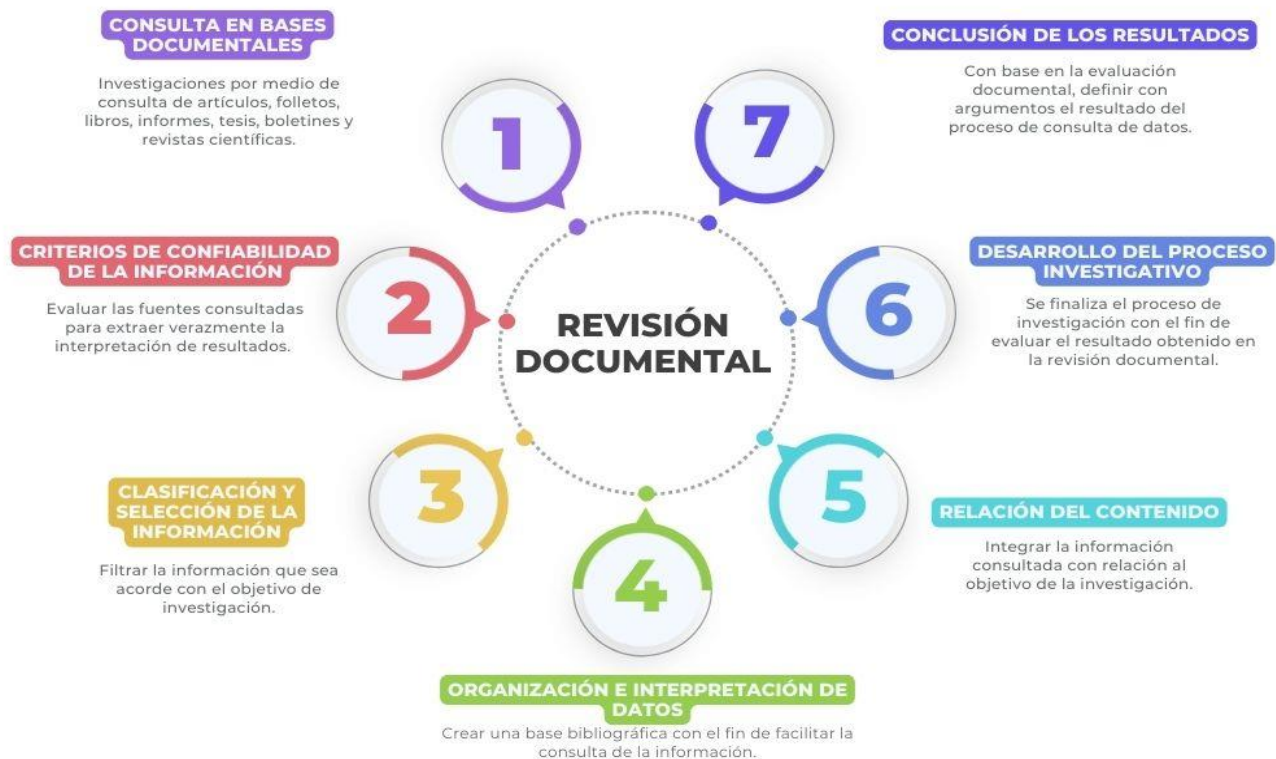 CONSULTA EN BASES
DOCUMENTALES
Investigaciones por medio de
consulta de artículos, folletos,
libros, informes, tesis, boletines y
revistas científicas.
1
CRITERIOS DE CONFIABILIDAD
DE LA INFORMACIÓN
Evaluar las fuentes consultadas
para extraer verazmente la
interpretación de resultados.
2
CLASIFICACIÓN Y
SELECCIÓN DE LA
INFORMACIÓN
Filtrar la información que sea
acorde con el objetivo de
investigación.
3
REVISIÓN
DOCUMENTAL
4
ORGANIZACIÓN E INTERPRETACIÓN DE
DATOS
Crear una base bibliográfica con el fin de facilitar la
consulta de la información.
5
RELACIÓN DEL CONTENIDO
Integrar la información
consultada con relación al
objetivo de la investigación.
6
DESARROLLO DEL PROCESO
INVESTIGATIVO
Se finaliza el proceso de
investigación con el fin de
evaluar el resultado obtenido en
la revisión documental.
7
CONCLUSIÓN DE LOS RESULTADOS
Con base en la evaluación
documental, definir con
argumentos el resultado del
proceso de consulta de datos.